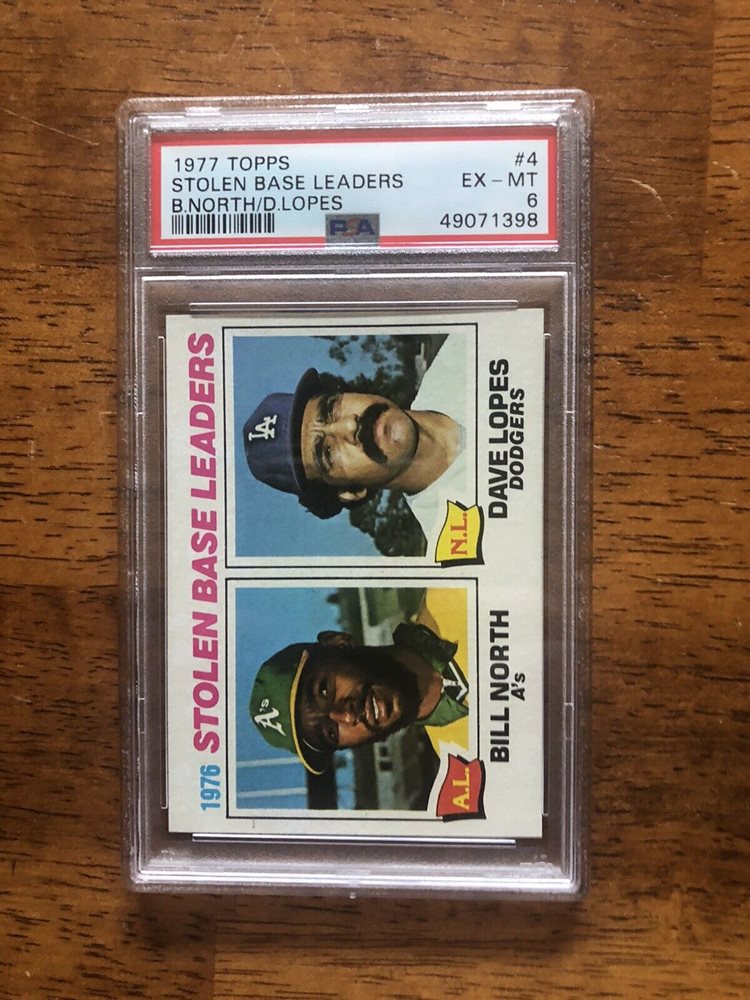 1977 TOPPS #4
STOLEN BASE LEADERS EX - MT
B.NORTH/D.LOPES 6
49071398
PSA
1976 STOLEN BASE LEADERS
A's
LA
A.L.
N.L.
BILL NORTH
A's
DAVE LOPES
DODGERS